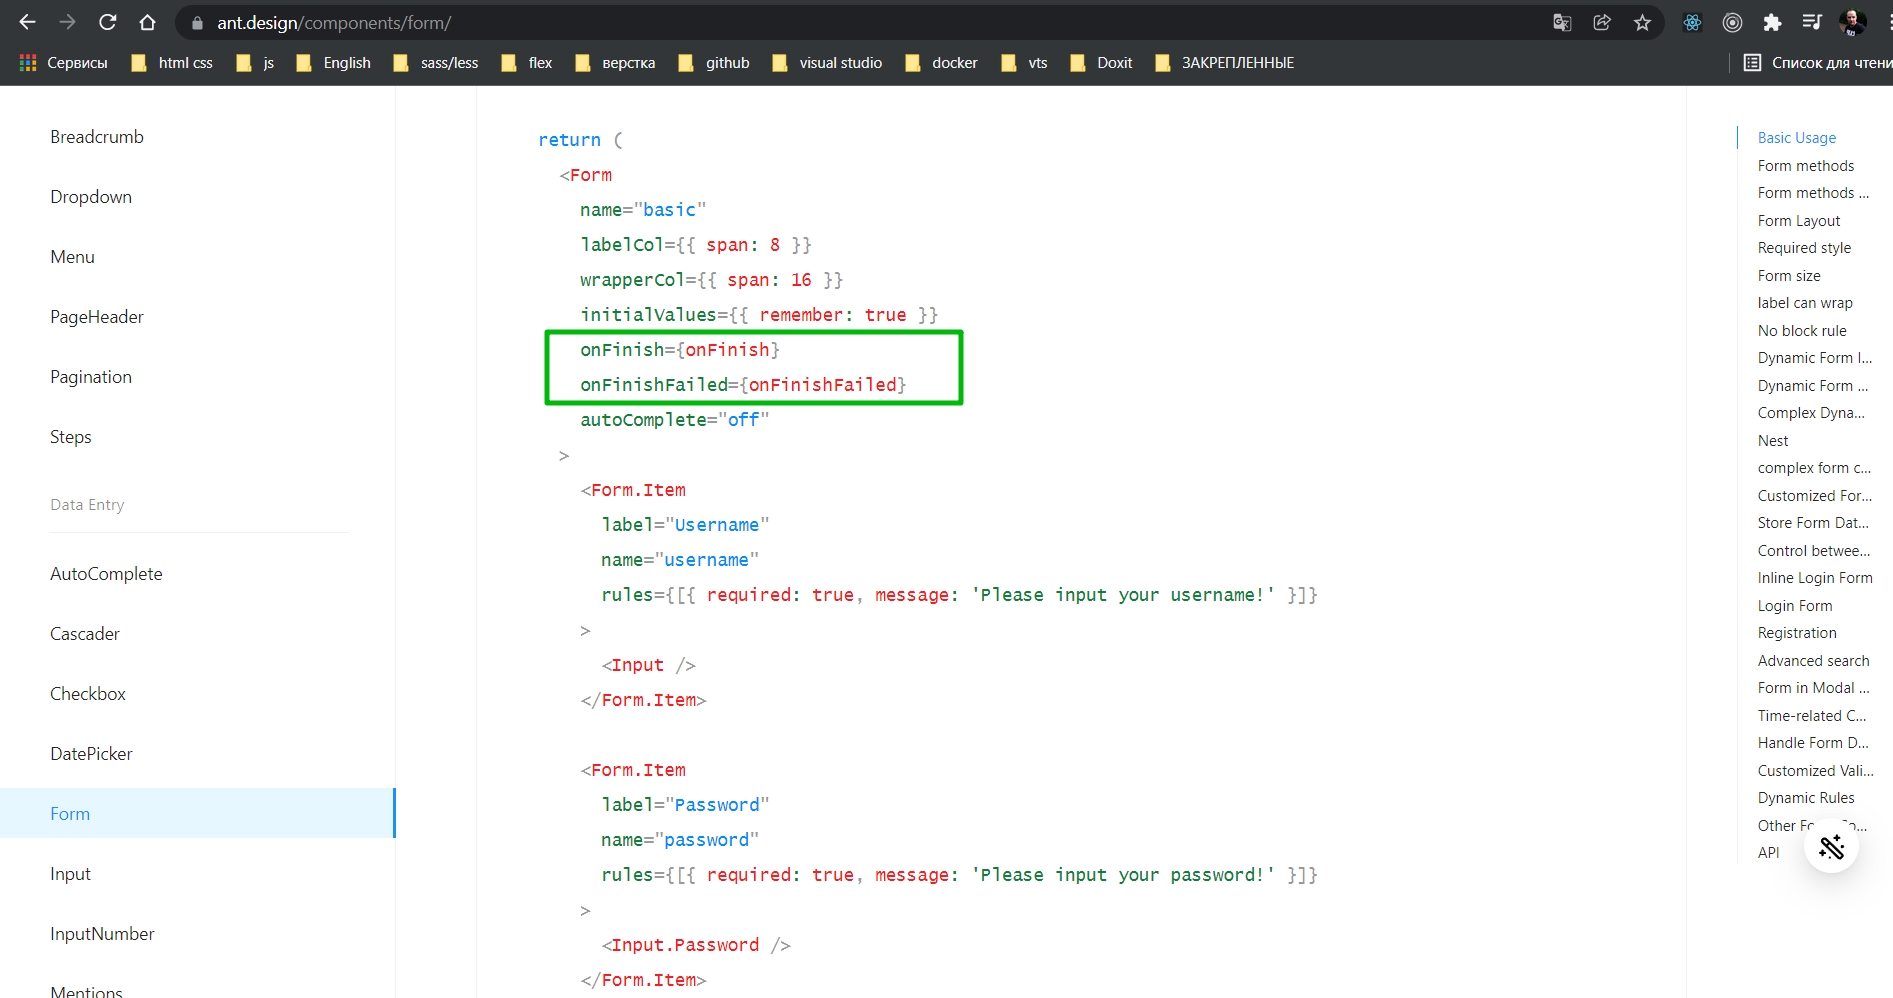 ant.design/components/form/
Сервисы html css js English sass/less flex верстка github visual studio docker vts Doxit ЗАКРЕПЛЕННЫЕ Список для чтени
Breadcrumb
Dropdown
Menu
PageHeader
Pagination
Steps
Data Entry
AutoComplete
Cascader
Checkbox
DatePicker
Form
Input
InputNumber
Mentions
return (
<Form
name="basic"
labelCol={{ span: 8 }}
wrapperCol={{ span: 16 }}
initialValues={{ remember: true }}
onFinish={onFinish}
onFinishFailed={onFinishFailed}
autoComplete="off"
>
<Form.Item
label="Username"
name="username"
rules={[{ required: true, message: 'Please input your username!' }]}
>
<Input />
</Form.Item>
<Form.Item
label="Password"
name="password"
rules={[{ required: true, message: 'Please input your password!' }]}
>
<Input.Password />
</Form.Item>
Basic Usage
Form methods
Form methods ...
Form Layout
Required style
Form size
label can wrap
No block rule
Dynamic Form I...
Dynamic Form ...
Complex Dyna...
Nest
complex form c...
Customized For...
Store Form Dat...
Control betwee...
Inline Login Form
Login Form
Registration
Advanced search
Form in Modal ...
Time-related C...
Handle Form D...
Customized Vali...
Dynamic Rules
Other
API